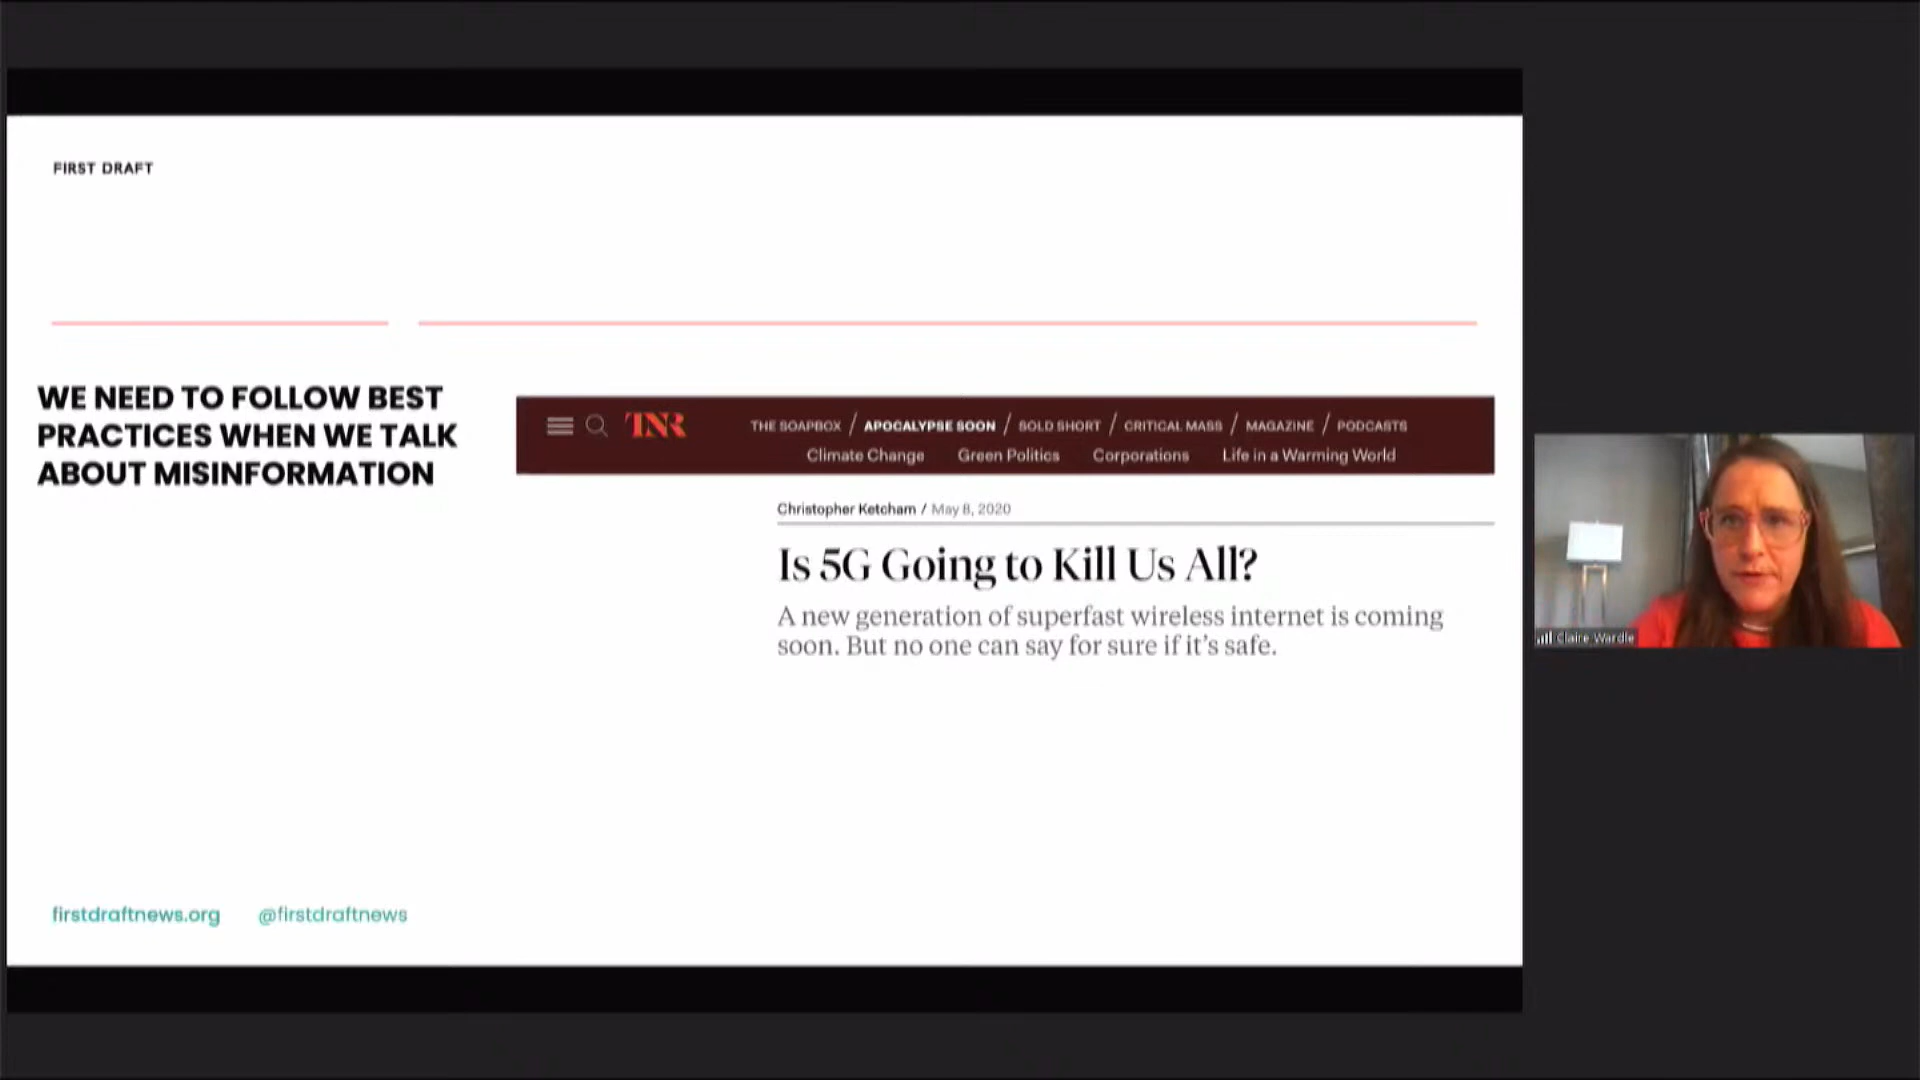 FIRST DRAFT
WE NEED TO FOLLOW BEST
PRACTICES WHEN WE TALK
ABOUT MISINFORMATION
TNR
THE SOAPBOX / APOCALYPSE SOON / SOLD SHORT / CRITICAL MASS / MAGAZINE / PODCASTS
Climate Change Green Politics Corporations Life in a Warming World
Christopher Ketcham / May 8, 2020
Is 5G Going to Kill Us All?
A new generation of superfast wireless internet is coming
soon. But no one can say for sure if it's safe.
firstdraftnews.org @firstdraftnews
Claire Wardle